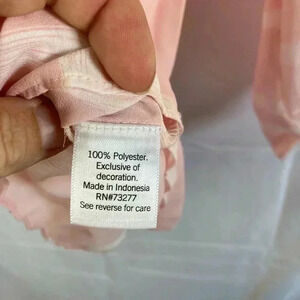 100% Polyester.
Exclusive of
decoration.
Made in Indonesia
RN#73277
See reverse for care